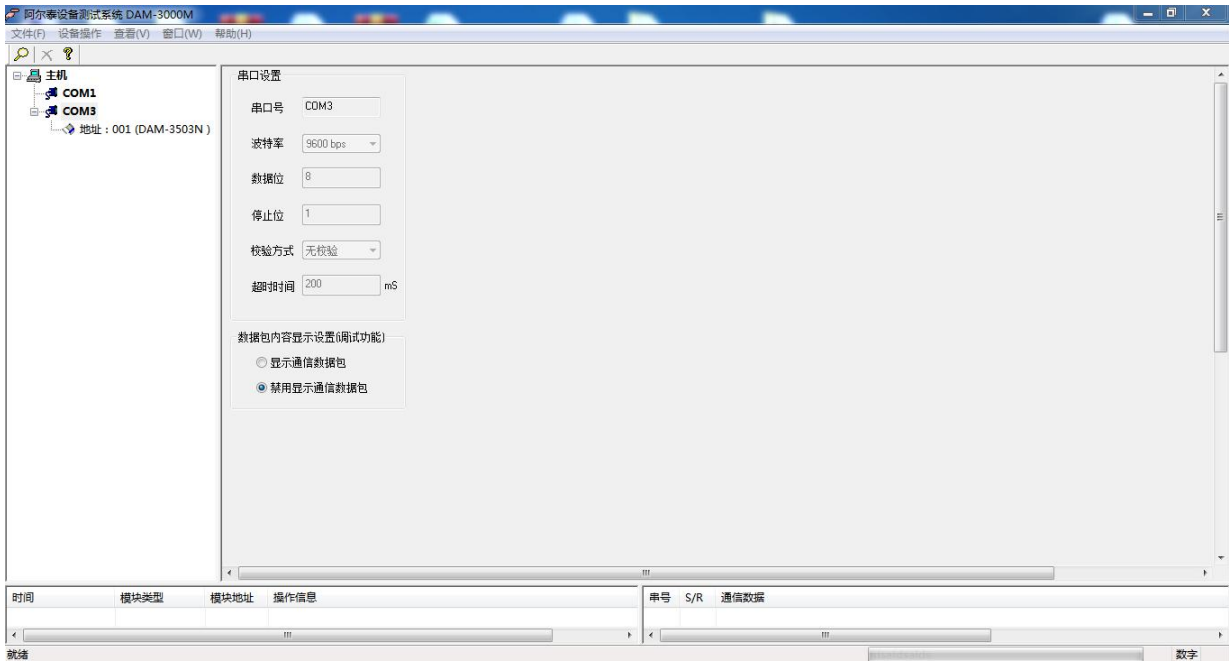 阿尔泰设备测试系统 DAM-3000M
文件(F) 设备操作 查看(V) 窗口(W) 帮助(H)
主机
COM1
COM3
地址：001 (DAM-3503N )
串口设置
串口号 COM3
波特率 9600 bps
数据位 8
停止位 1
校验方式 无校验
超时时间 200 mS
数据包内容显示设置(调试功能)
显示通信数据包
禁用显示通信数据包
时间 模块类型 模块地址 操作信息
串号 S/R 通信数据
就绪
数字